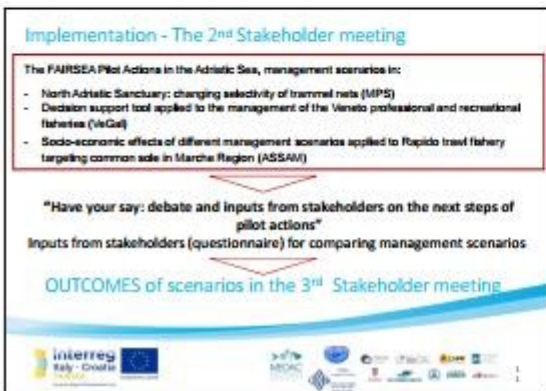 Implementation - The 2nd Stakeholder meeting
The FAIRSEA Pilot Actions in the Adriatic Sea, management scenarios in:
- North Adriatic Sanctuary: changing selectivity of trammel nets (MPS)
- Decision support tool applied to the management of the Veneto professional and recreational
fisheries (VeGal)
- Socio-economic effects of different management scenarios applied to Rapido trawl fishery
targeting common sole in Marche Region (ASSAM)
"Have your say: debate and inputs from stakeholders on the next steps of
pilot actions"
Inputs from stakeholders (questionnaire) for comparing management scenarios
OUTCOMES of scenarios in the 3rd Stakeholder meeting
Interreg
Italy - Croatia
MEDAC
1
1